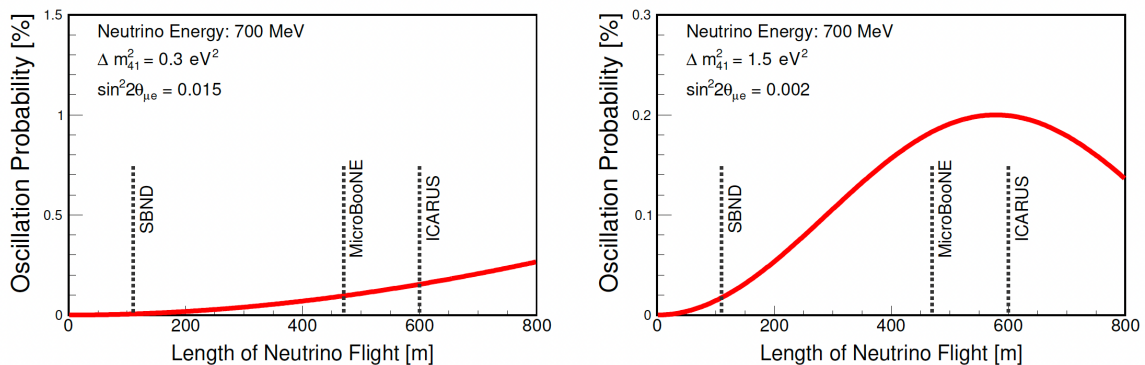 Oscillation Probability [%]
1.5
1
0.5
0
Neutrino Energy: 700 MeV
Δ m²₄₁ = 0.3 eV²
sin²2θμe = 0.015
SBND
MicroBooNE
ICARUS
0 200 400 600 800
Length of Neutrino Flight [m]
Oscillation Probability [%]
0.3
0.2
0.1
0
Neutrino Energy: 700 MeV
Δ m²₄₁ = 1.5 eV²
sin²2θμe = 0.002
SBND
MicroBooNE
ICARUS
0 200 400 600 800
Length of Neutrino Flight [m]